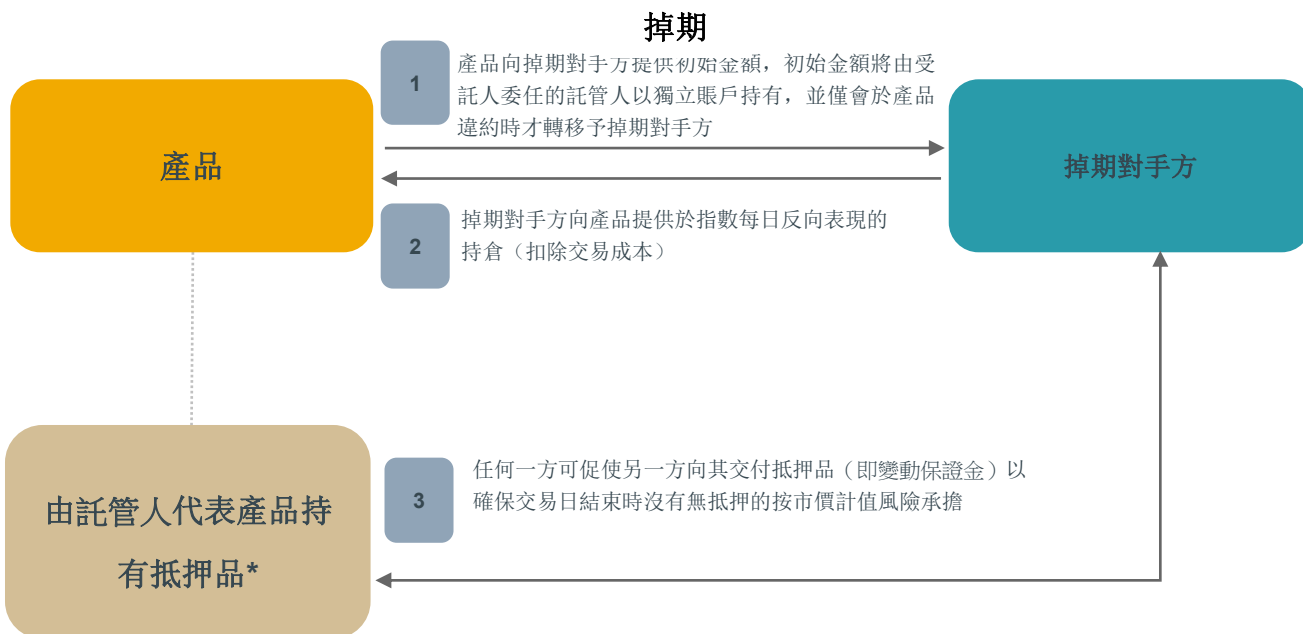 掉期
1
產品向掉期對手方提供初始金額，初始金額將由受
託人委任的託管人以獨立賬戶持有，並僅會於產品
違約時才轉移予掉期對手方
產品
掉期對手方
2
掉期對手方向產品提供於指數每日反向表現的
持倉（扣除交易成本）
3
任何一方可促使另一方向其交付抵押品（即變動保證金）以
確保交易日結束時沒有無抵押的按市價計值風險承擔
由託管人代表產品持
有抵押品*